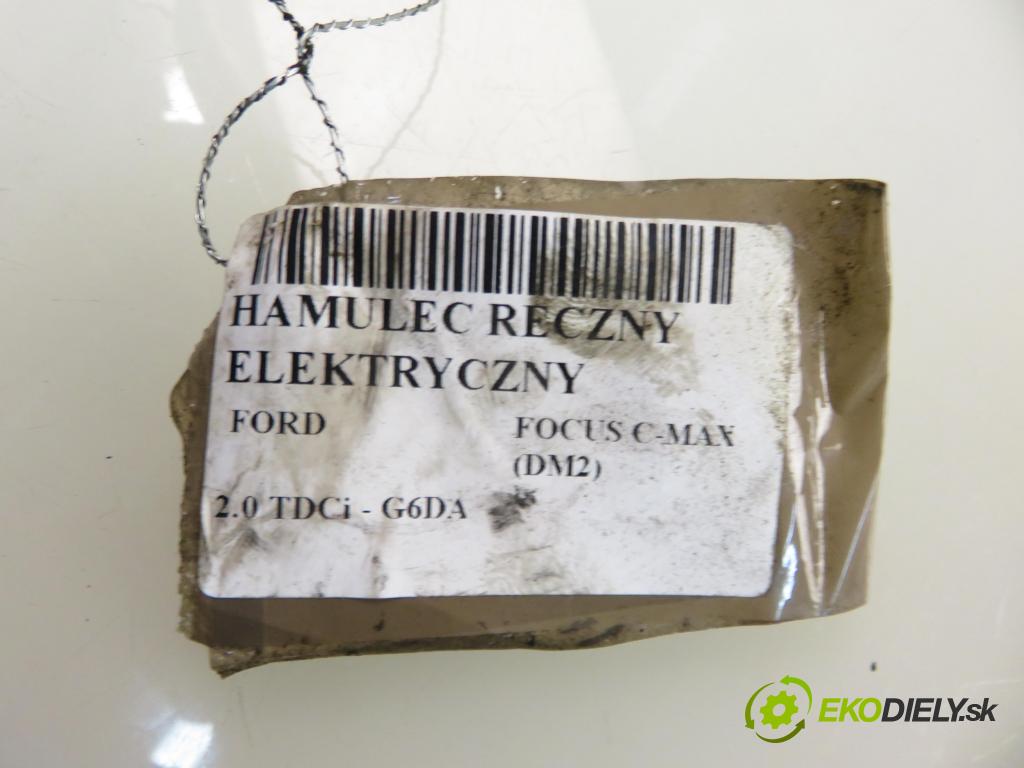 HAMULEC RECZNY
ELEKTRYCZNY
FORD
FOCUS C-MAX
(DM2)
2.0 TDCi - G6DA
EKODIELY.sk